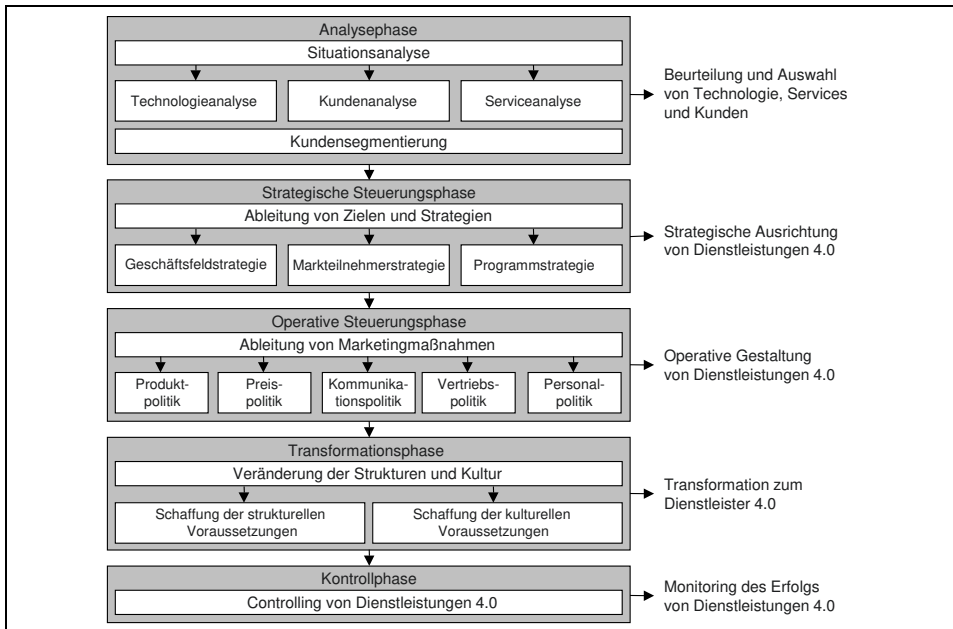 Analysephase
Situationsanalyse
Technologieanalyse
Kundenanalyse
Serviceanalyse
Kundensegmentierung
Beurteilung und Auswahl
von Technologie, Services
und Kunden
Strategische Steuerungsphase
Ableitung von Zielen und Strategien
Geschäftsfeldstrategie
Markteilnehmerstrategie
Programmstrategie
Strategische Ausrichtung
von Dienstleistungen 4.0
Operative Steuerungsphase
Ableitung von Marketingmaßnahmen
Produkt-
politik
Preis-
politik
Kommunika-
tionspolitik
Vertriebs-
politik
Personal-
politik
Operative Gestaltung
von Dienstleistungen 4.0
Transformationsphase
Veränderung der Strukturen und Kultur
Schaffung der strukturellen
Voraussetzungen
Schaffung der kulturellen
Voraussetzungen
Transformation zum
Dienstleister 4.0
Kontrollphase
Controlling von Dienstleistungen 4.0
Monitoring des Erfolgs
von Dienstleistungen 4.0